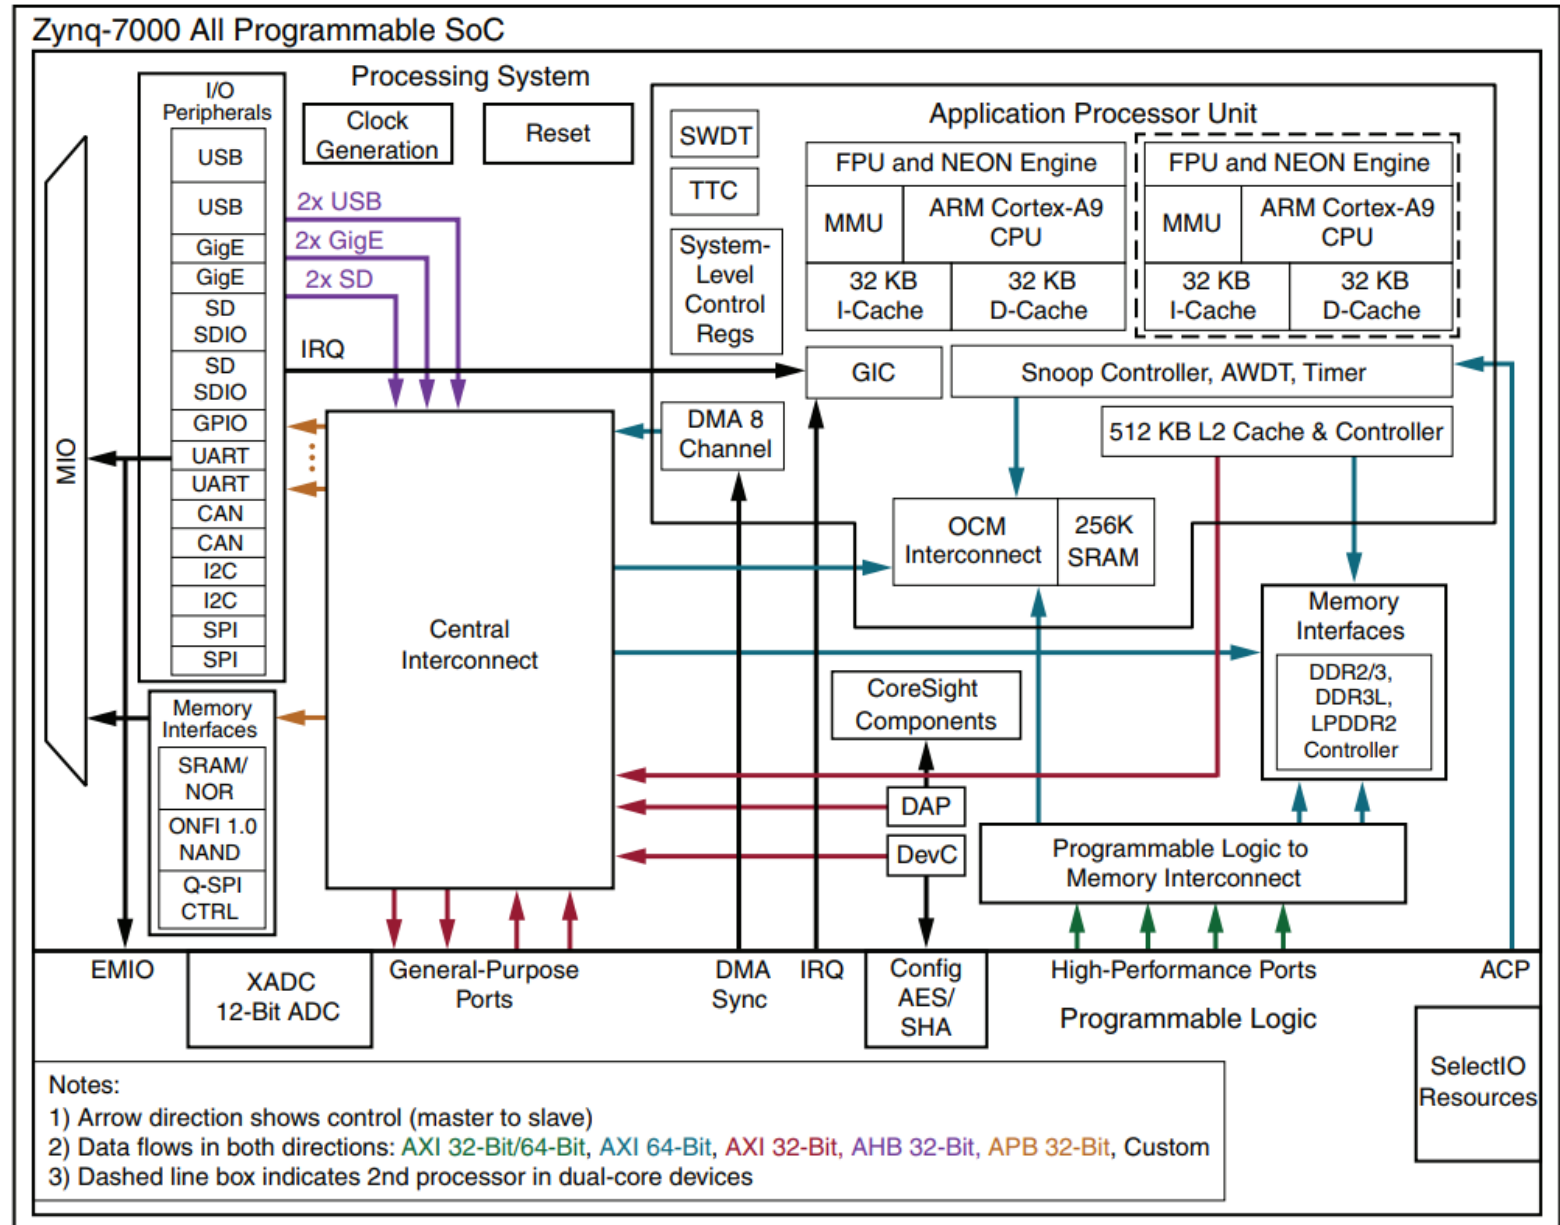 Zynq-7000 All Programmable SoC
Processing System
I/O
Peripherals
USB
USB
GigE
GigE
SD
SDIO
SD
SDIO
GPIO
UART
UART
CAN
CAN
I2C
I2C
SPI
SPI
MIO
Clock
Generation
Reset
2x USB
2x GigE
2x SD
IRQ
Application Processor Unit
SWDT
TTC
System-
Level
Control
Regs
FPU and NEON Engine
MMU
ARM Cortex-A9
CPU
32 KB
I-Cache
32 KB
D-Cache
FPU and NEON Engine
MMU
ARM Cortex-A9
CPU
32 KB
I-Cache
32 KB
D-Cache
GIC
Snoop Controller, AWDT, Timer
DMA 8
Channel
512 KB L2 Cache & Controller
OCM
Interconnect
256K
SRAM
Central
Interconnect
Memory
Interfaces
DDR2/3,
DDR3L,
LPDDR2
Controller
CoreSight
Components
DAP
DevC
Programmable Logic to
Memory Interconnect
Memory
Interfaces
SRAM/
NOR
ONFI 1.0
NAND
Q-SPI
CTRL
EMIO
XADC
12-Bit ADC
General-Purpose
Ports
DMA
Sync
IRQ
Config
AES/
SHA
High-Performance Ports
ACP
Programmable Logic
SelectIO
Resources
Notes:
1) Arrow direction shows control (master to slave)
2) Data flows in both directions: AXI 32-Bit/64-Bit, AXI 64-Bit, AXI 32-Bit, AHB 32-Bit, APB 32-Bit, Custom
3) Dashed line box indicates 2nd processor in dual-core devices